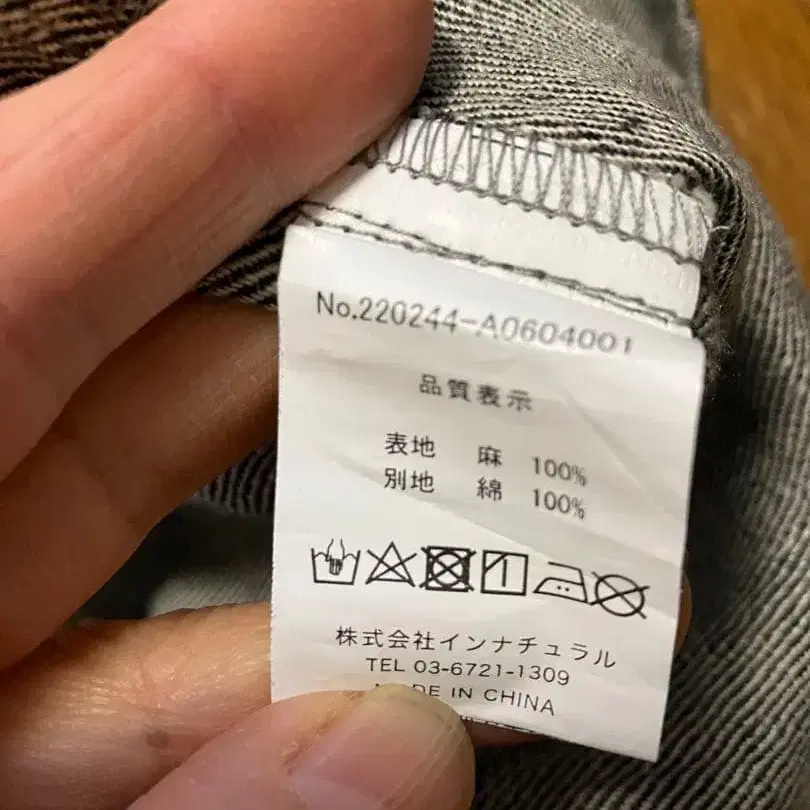 No.220244-A0604001
品質表示
表地 麻 100%
別地 綿 100%
株式会社インナチュラル
TEL 03-6721-1309
MADE IN CHINA